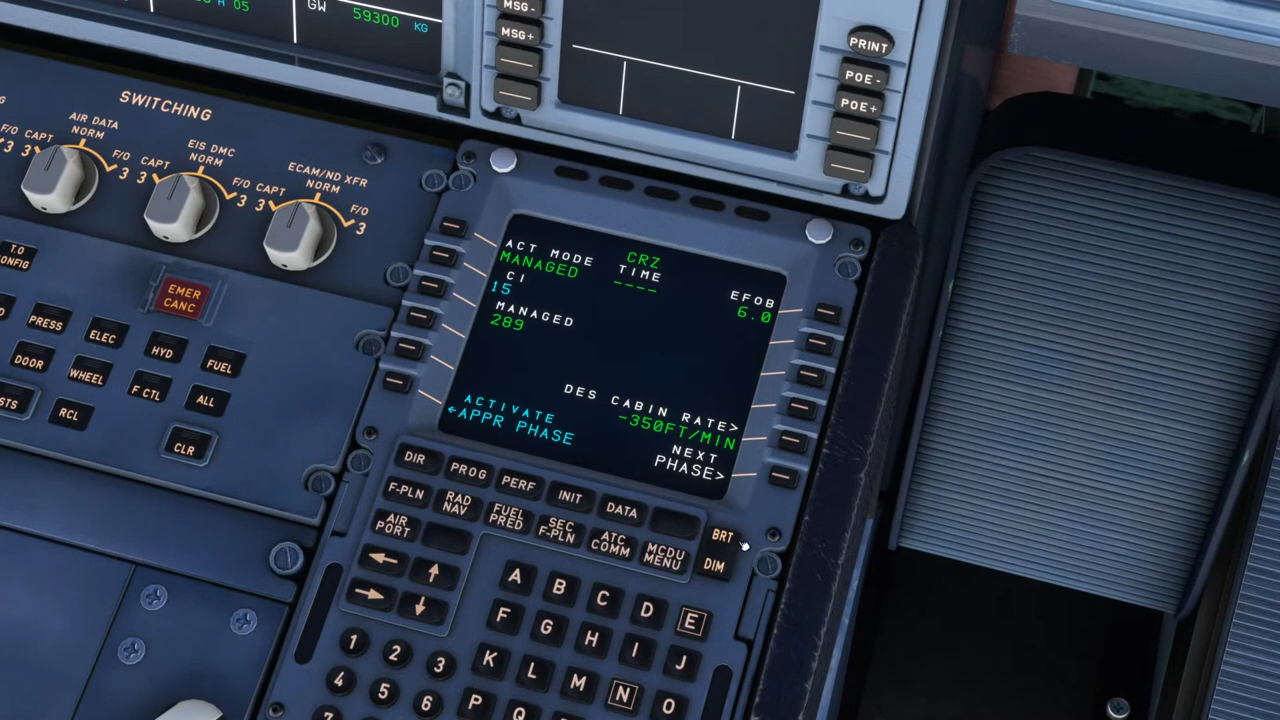 H 05
GW 59300 KG
MSG-
MSG+
PRINT
POE -
POE+
SWITCHING
AIR DATA
NORM
F/O CAPT
F/O
3
3
3
EIS DMC
NORM
CAPT
F/O
3
3
ECAM/ND XFR
NORM
CAPT
F/O
3
3
T.O
EMER
CANC
PRESS
ELEC
HYD
FUEL
DOOR
WHEEL
F CTL
ALL
STS
RCL
CLR
CRZ
ACT MODE
TIME
MANAGED
----
CI
EFOB
15
6.0
MANAGED
289
DES CABIN RATE>
-350FT/MIN
ACTIVATE
NEXT
←APPR PHASE
PHASE>
DIR
PROG
PERF
INIT
DATA
F-PLN
RAD
NAV
FUEL
PRED
SEC
F-PLN
ATC
COMM
MCDU
MENU
BRT
DIM
AIR
PORT
← ↑
→ ↓
A B C D E
F G H I J
K L M N O
P Q
1 2 3
4 5 6